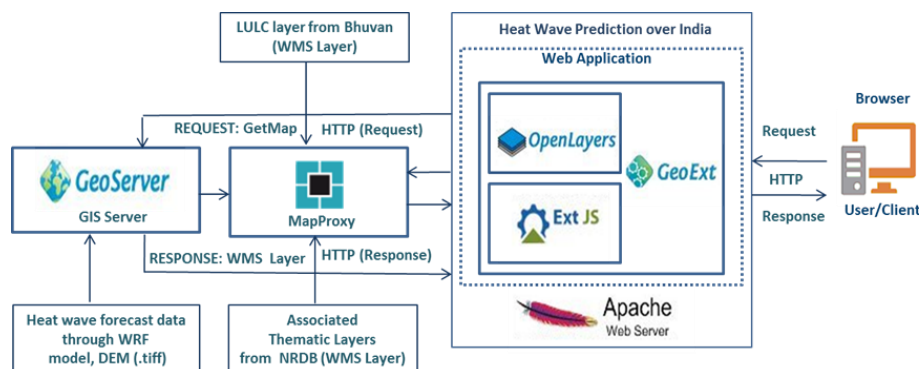 LULC layer from Bhuvan
(WMS Layer)
Heat Wave Prediction over India
Web Application
Browser
REQUEST: GetMap
HTTP (Request)
OpenLayers
GeoExt
Request
HTTP
Response
User/Client
GeoServer
GIS Server
MapProxy
Ext JS
RESPONSE: WMS Layer
HTTP (Response)
Apache
Web Server
Heat wave forecast data
through WRF
model, DEM (.tiff)
Associated
Thematic Layers
from NRDB (WMS Layer)